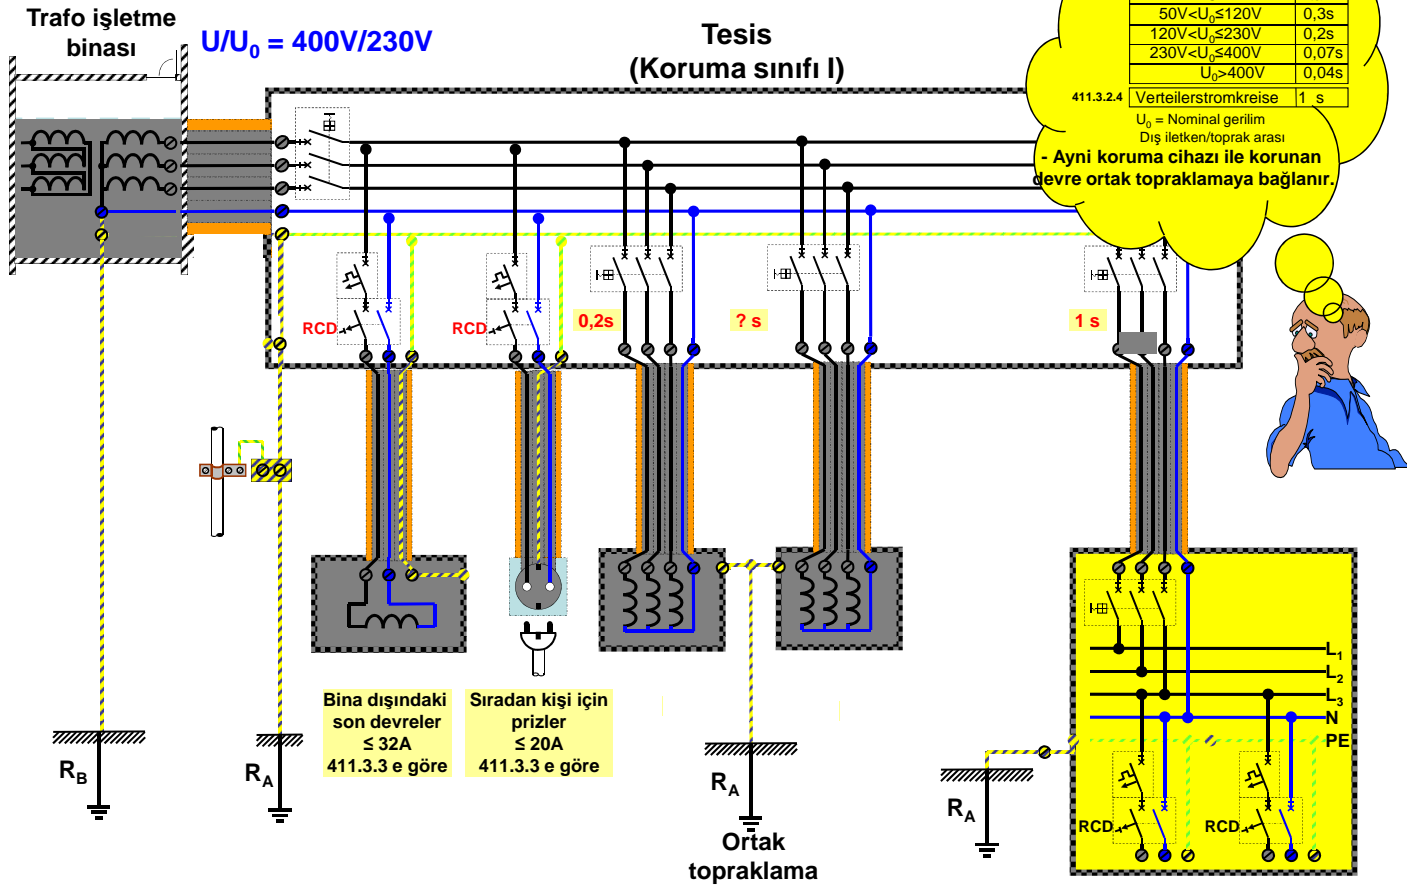 Trafo işletme
binası
U/U0 = 400V/230V
Tesis
(Koruma sınıfı I)
50V<U0≤120V 0,3s
120V<U0≤230V 0,2s
230V<U0≤400V 0,07s
U0>400V 0,04s
411.3.2.4 Verteilerstromkreise 1 s
U0 = Nominal gerilim
Dış iletken/toprak arası
- Ayni koruma cihazı ile korunan
devre ortak topraklamaya bağlanır.
RCD
RCD
0,2s
? s
1 s
L1
L2
L3
N
PE
RCD
RCD
Bina dışındaki
son devreler
≤ 32A
411.3.3 e göre
Sıradan kişi için
prizler
≤ 20A
411.3.3 e göre
RB
RA
RA
RA
Ortak
topraklama